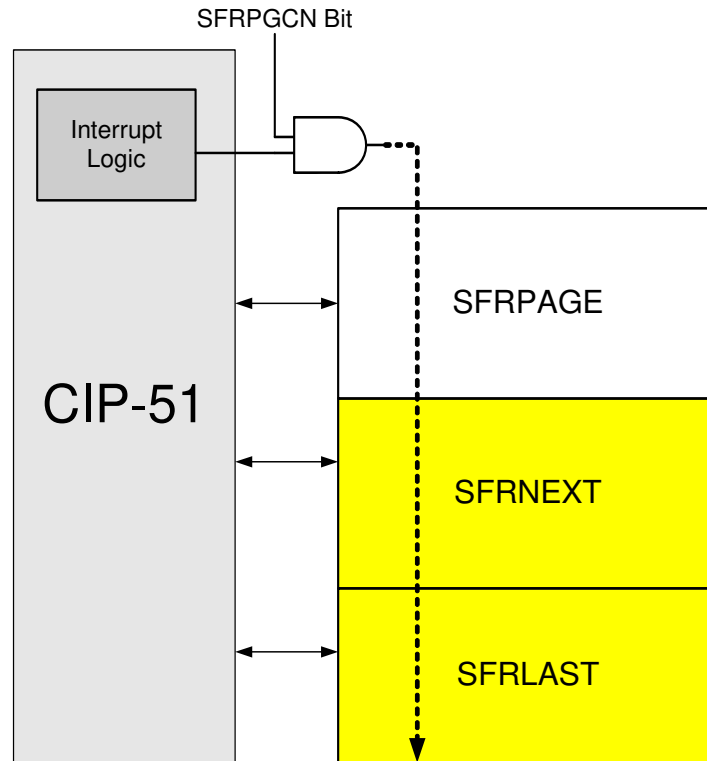 SFRPGCN Bit
Interrupt
Logic
SFRPAGE
CIP-51
SFRNEXT
SFRLAST